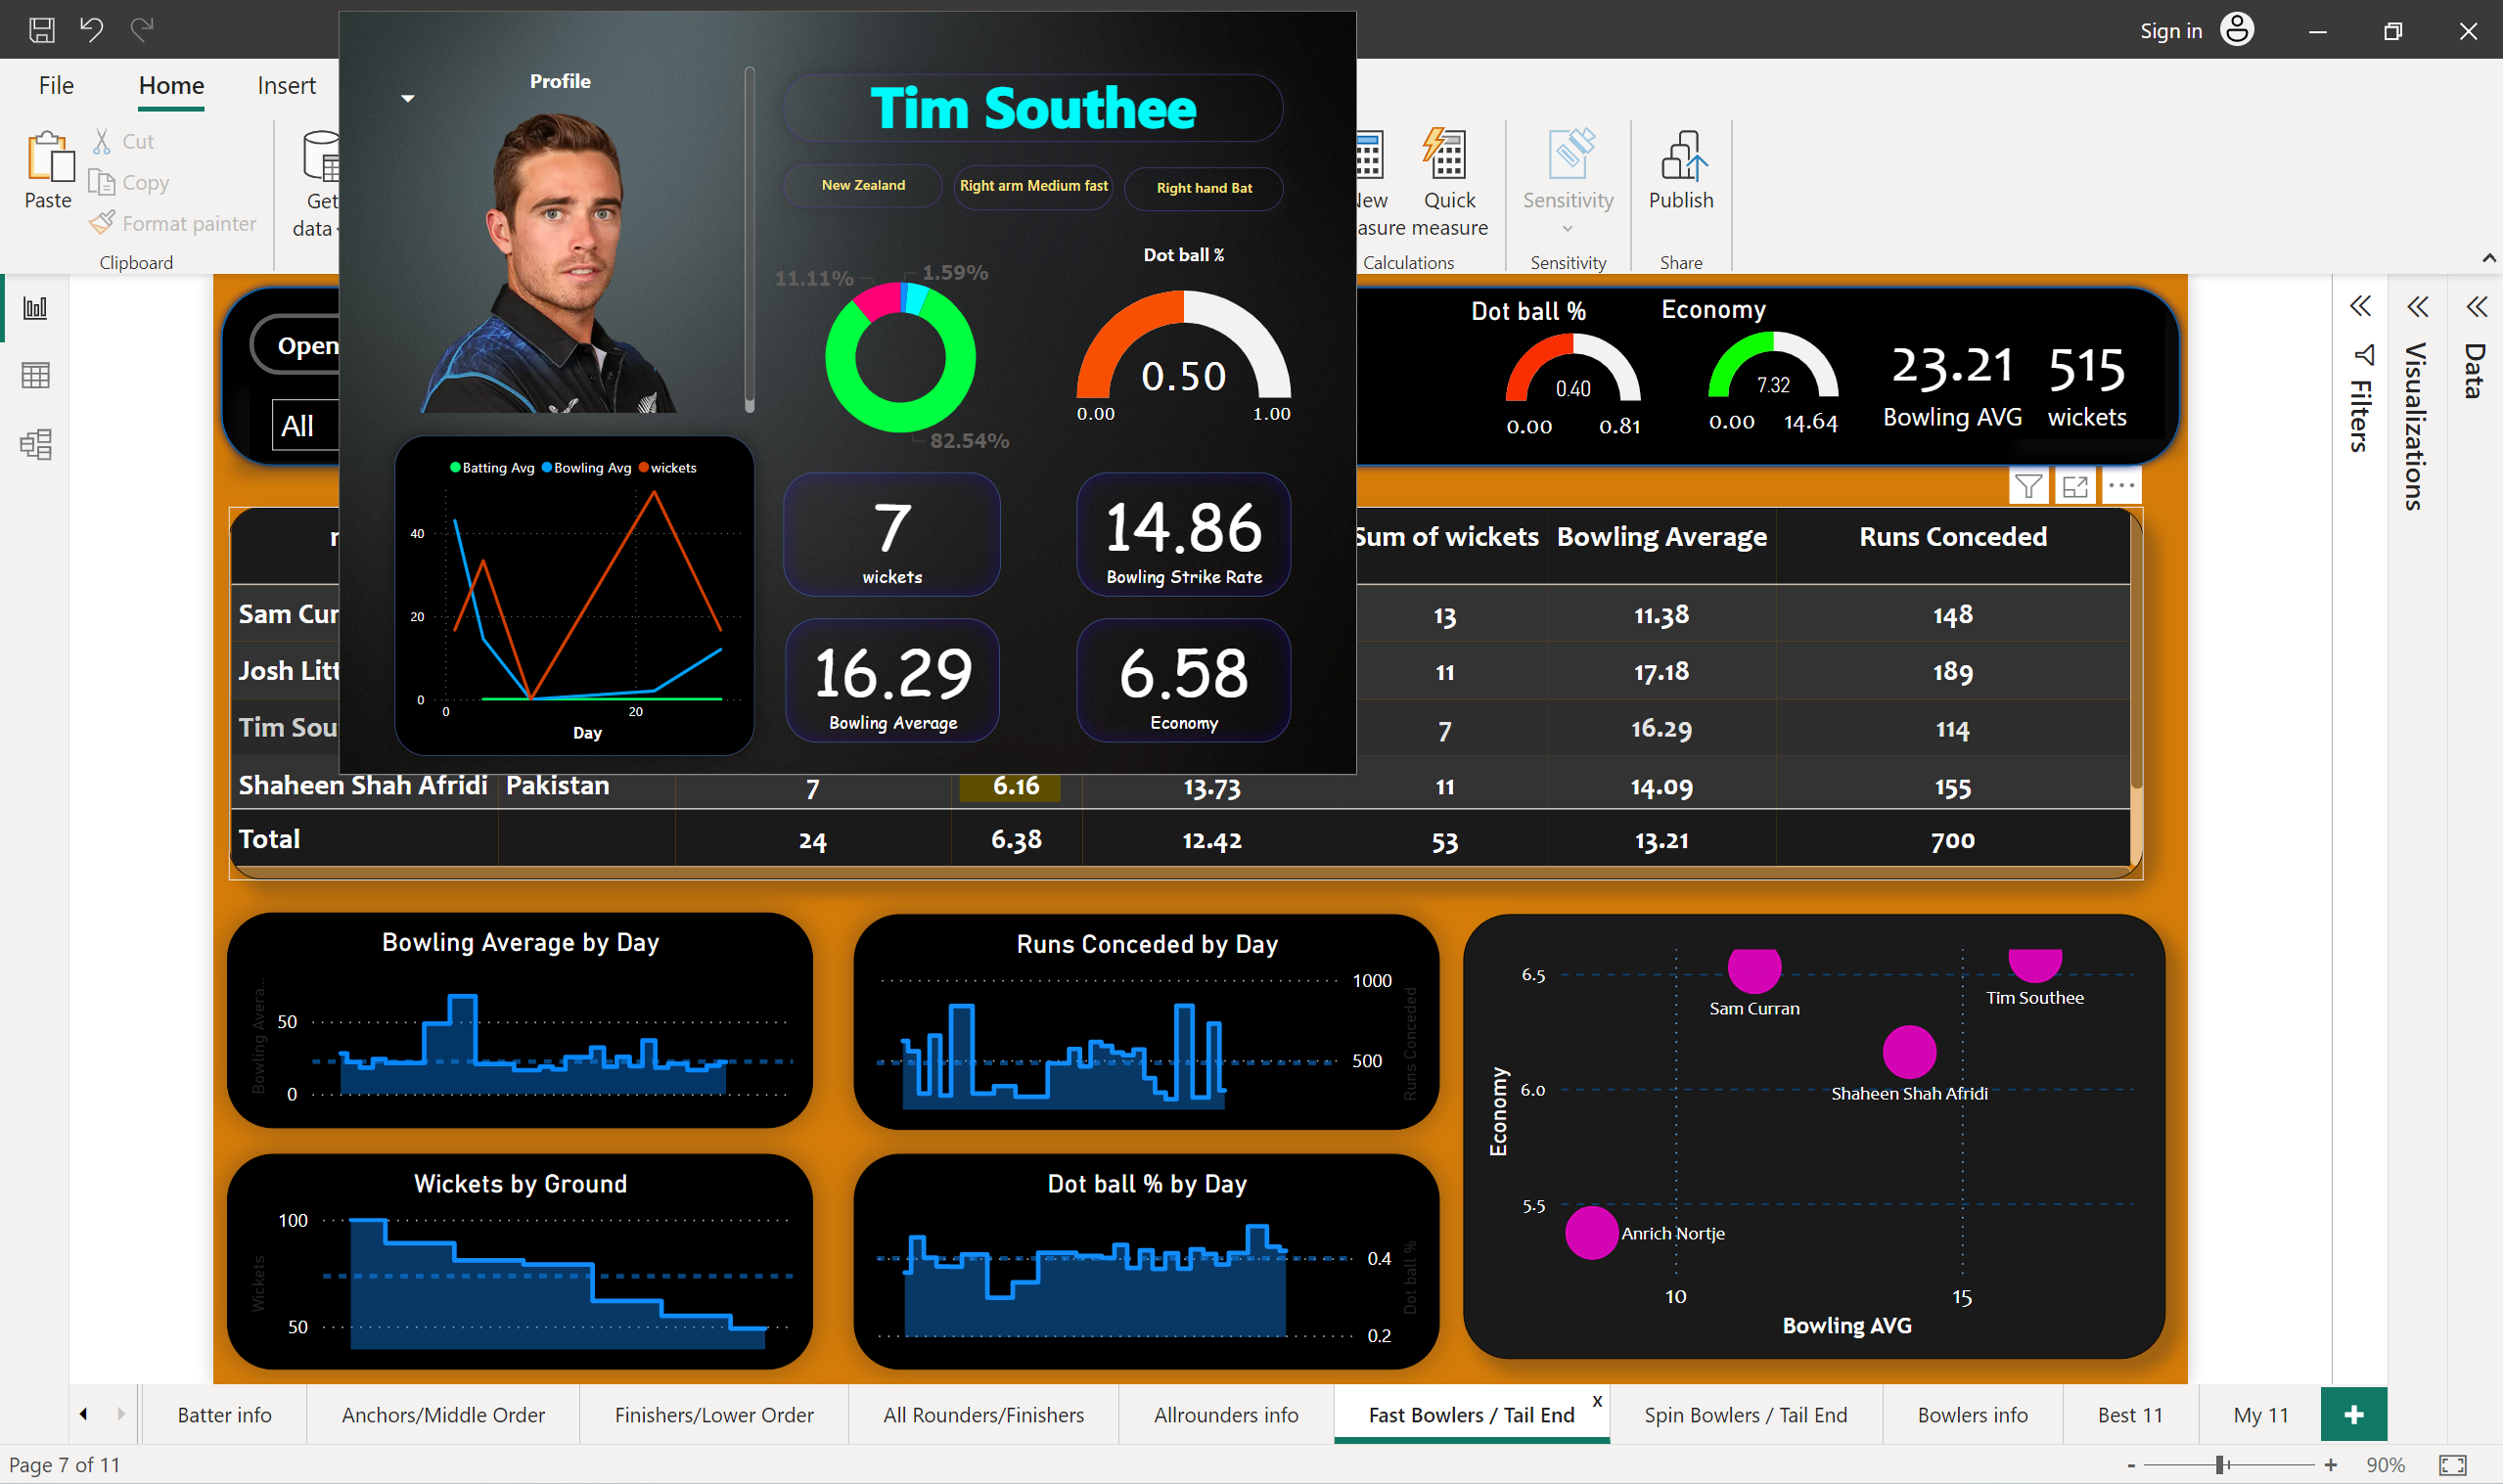 Sign in
File
Home
Insert
Paste
Cut
Copy
Format painter
Clipboard
Get
data
Quick
measure
Calculations
Sensitivity
Sensitivity
Publish
Share
Profile
Tim Southee
New Zealand
Right arm Medium fast
Right hand Bat
11.11%
1.59%
82.54%
Dot ball %
0.50
0.00
1.00
Batting Avg
Bowling Avg
wickets
40
20
0
0
20
Day
7
wickets
14.86
Bowling Strike Rate
16.29
Bowling Average
6.58
Economy
All
Dot ball %
0.40
0.00
0.81
Economy
7.32
0.00
14.64
23.21
Bowling AVG
515
wickets
Filters
Visualizations
Data
Sum of wickets Bowling Average Runs Conceded
Sam 13 11.38 148
Josh 11 17.18 189
Tim 7 16.29 114
Shaheen Shah Afridi Pakistan 7 6.16 13.73 11 14.09 155
Total 24 6.38 12.42 53 13.21 700
Bowling Average by Day
Bowling Avera...
50
0
Runs Conceded by Day
1000
500
Runs Conceded
Wickets by Ground
Wickets
100
50
Dot ball % by Day
0.4
0.2
Dot ball %
Economy
6.5
6.0
5.5
Sam Curran
Tim Southee
Shaheen Shah Afridi
Anrich Nortje
10
15
Bowling AVG
Batter info
Anchors/Middle Order
Finishers/Lower Order
All Rounders/Finishers
Allrounders info
Fast Bowlers / Tail End
x
Spin Bowlers / Tail End
Bowlers info
Best 11
My 11
+
Page 7 of 11
- + 90%